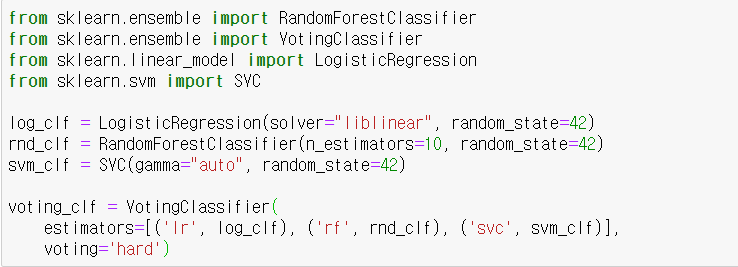 from sklearn.ensemble import RandomForestClassifier
from sklearn.ensemble import VotingClassifier
from sklearn.linear_model import LogisticRegression
from sklearn.svm import SVC

log_clf = LogisticRegression(solver="liblinear", random_state=42)
rnd_clf = RandomForestClassifier(n_estimators=10, random_state=42)
svm_clf = SVC(gamma="auto", random_state=42)

voting_clf = VotingClassifier(
    estimators=[('lr', log_clf), ('rf', rnd_clf), ('svc', svm_clf)],
    voting='hard')